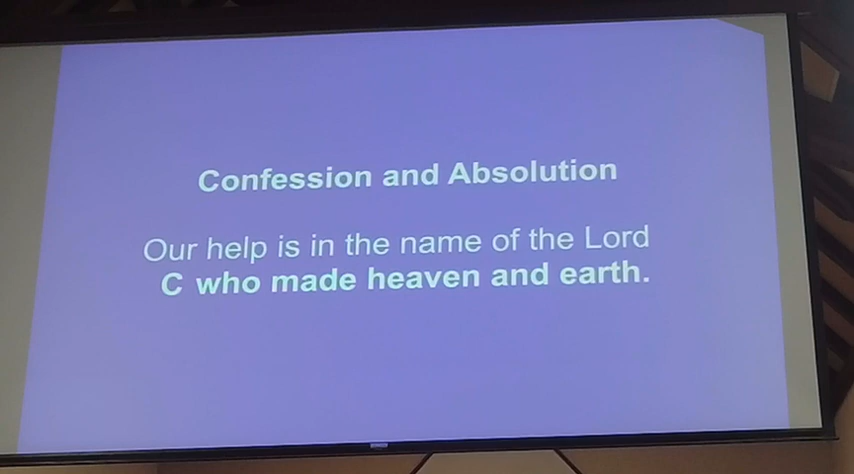 Confession and Absolution
Our help is in the name of the Lord
C who made heaven and earth.